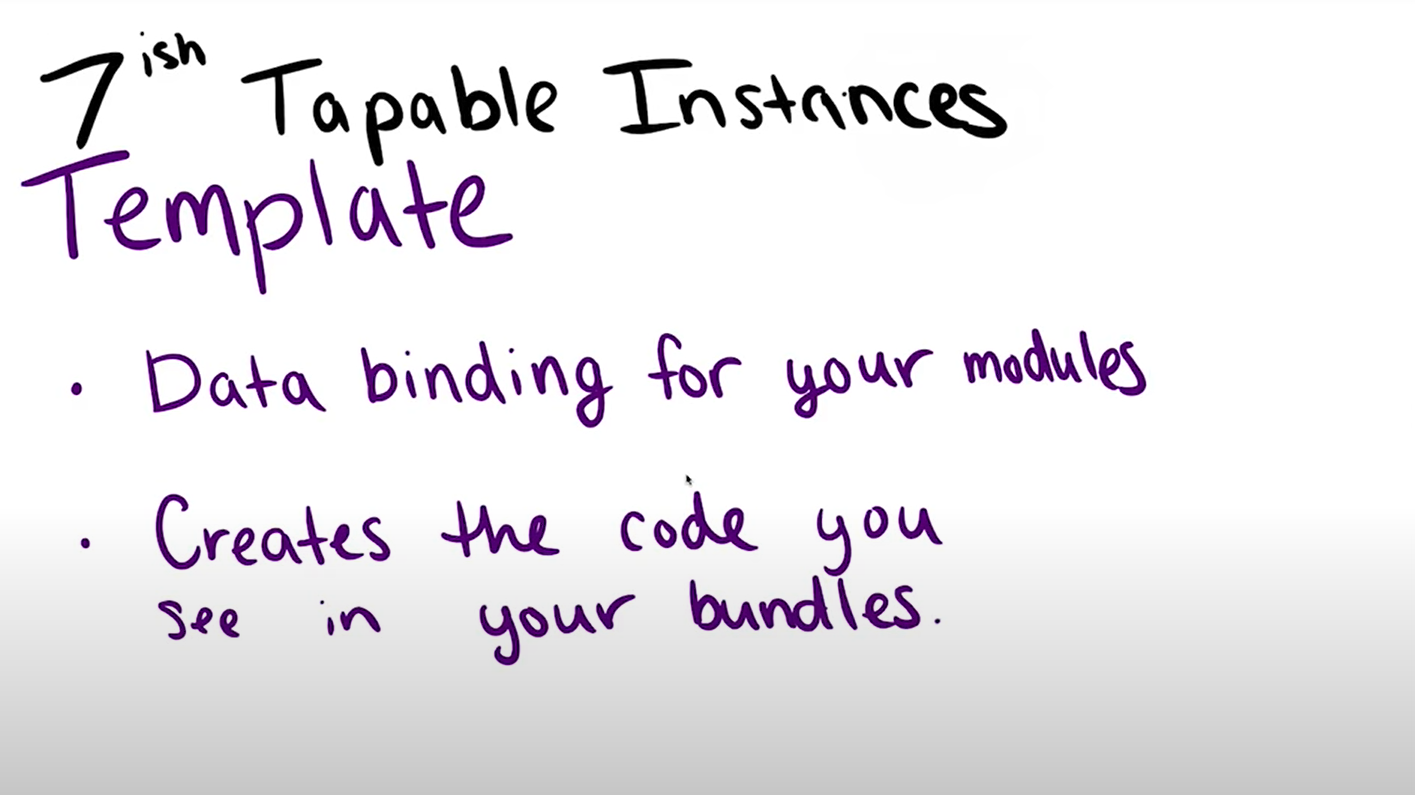 7ish Tapable Instances
Template
• Data binding for your modules
• Creates the code you
see in your bundles.